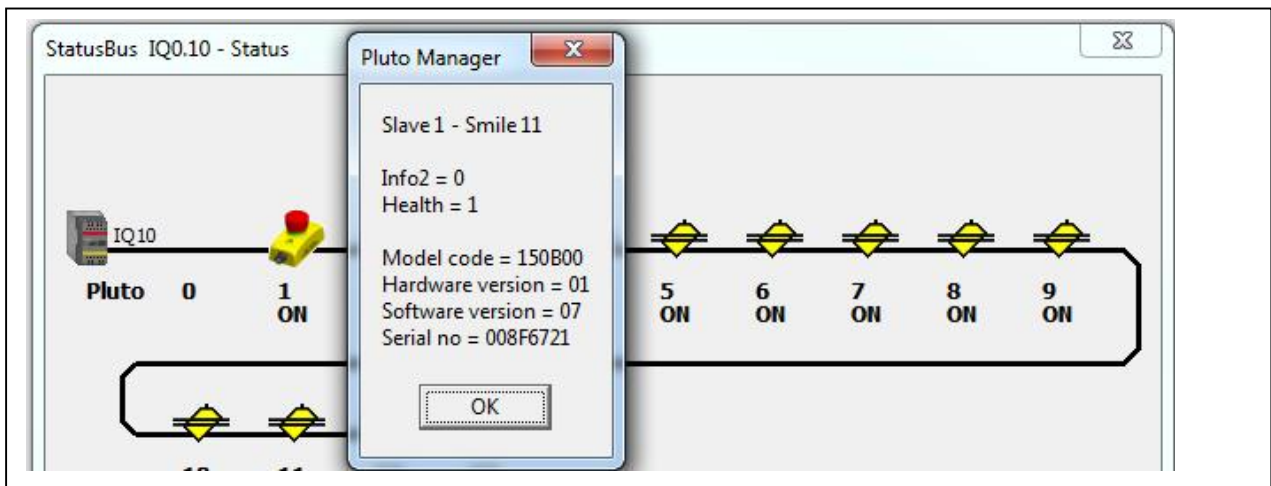 StatusBus IQ0.10 - Status
Pluto Manager
Slave 1 - Smile 11
Info2 = 0
Health = 1
Model code = 150B00
Hardware version = 01
Software version = 07
Serial no = 008F6721
OK
IQ10
Pluto 0 1 5 6 7 8 9
ON ON ON ON ON ON